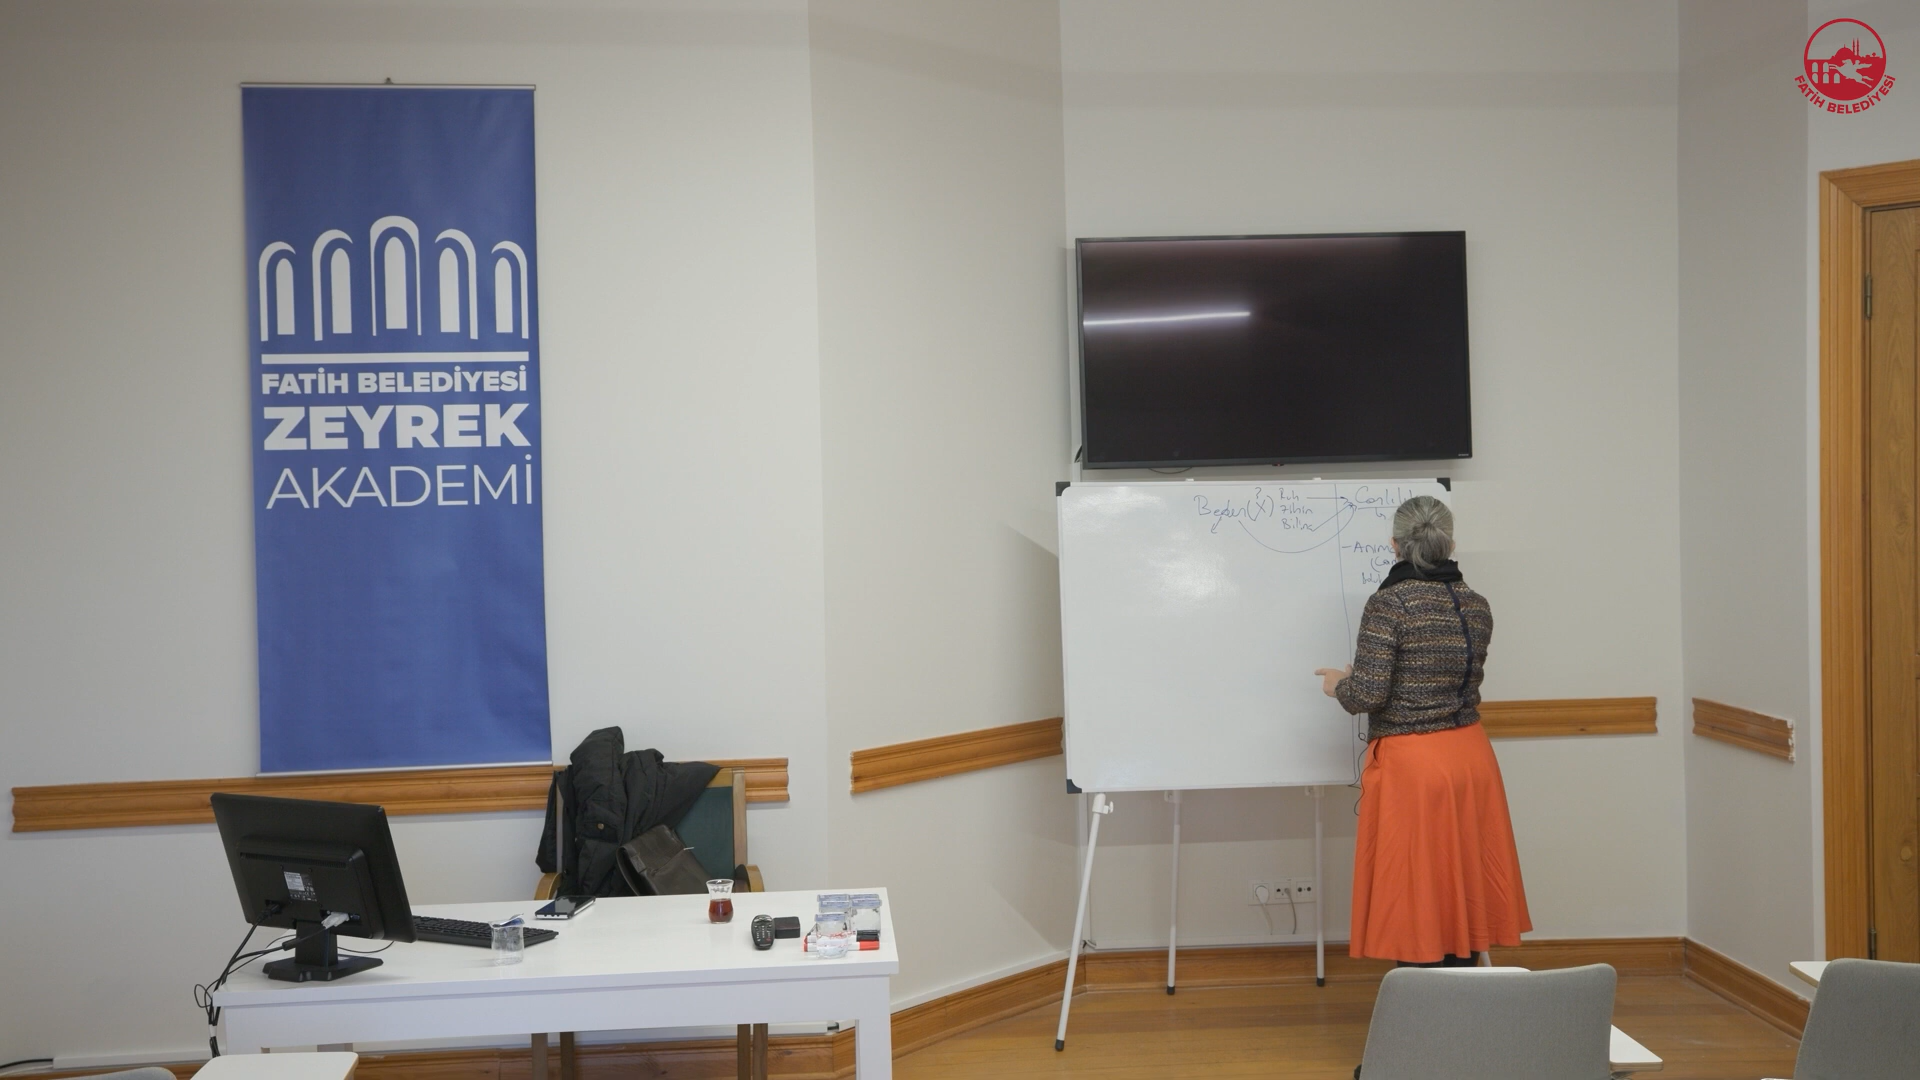 FATİH BELEDİYESİ
ZEYREK
AKADEMİ
FATİH BELEDİYESİ
Beden (X) ? Ruh
Zihin
Bilinç